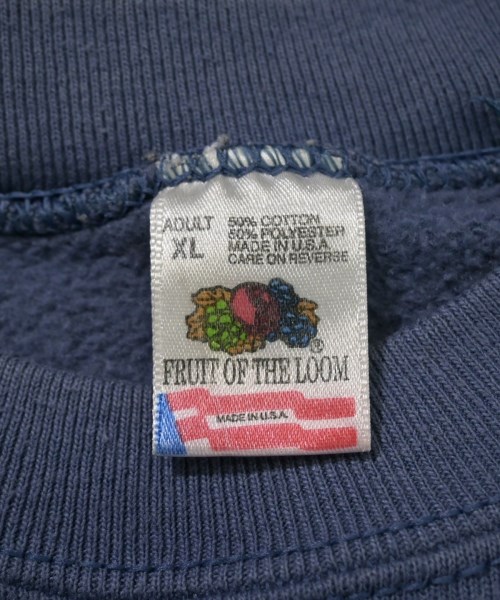 ADULT
XL
50% COTTON
50% POLYESTER
MADE IN U.S.A
CARE ON REVERSE
®
FRUIT OF THE LOOM
MADE IN U.S.A.